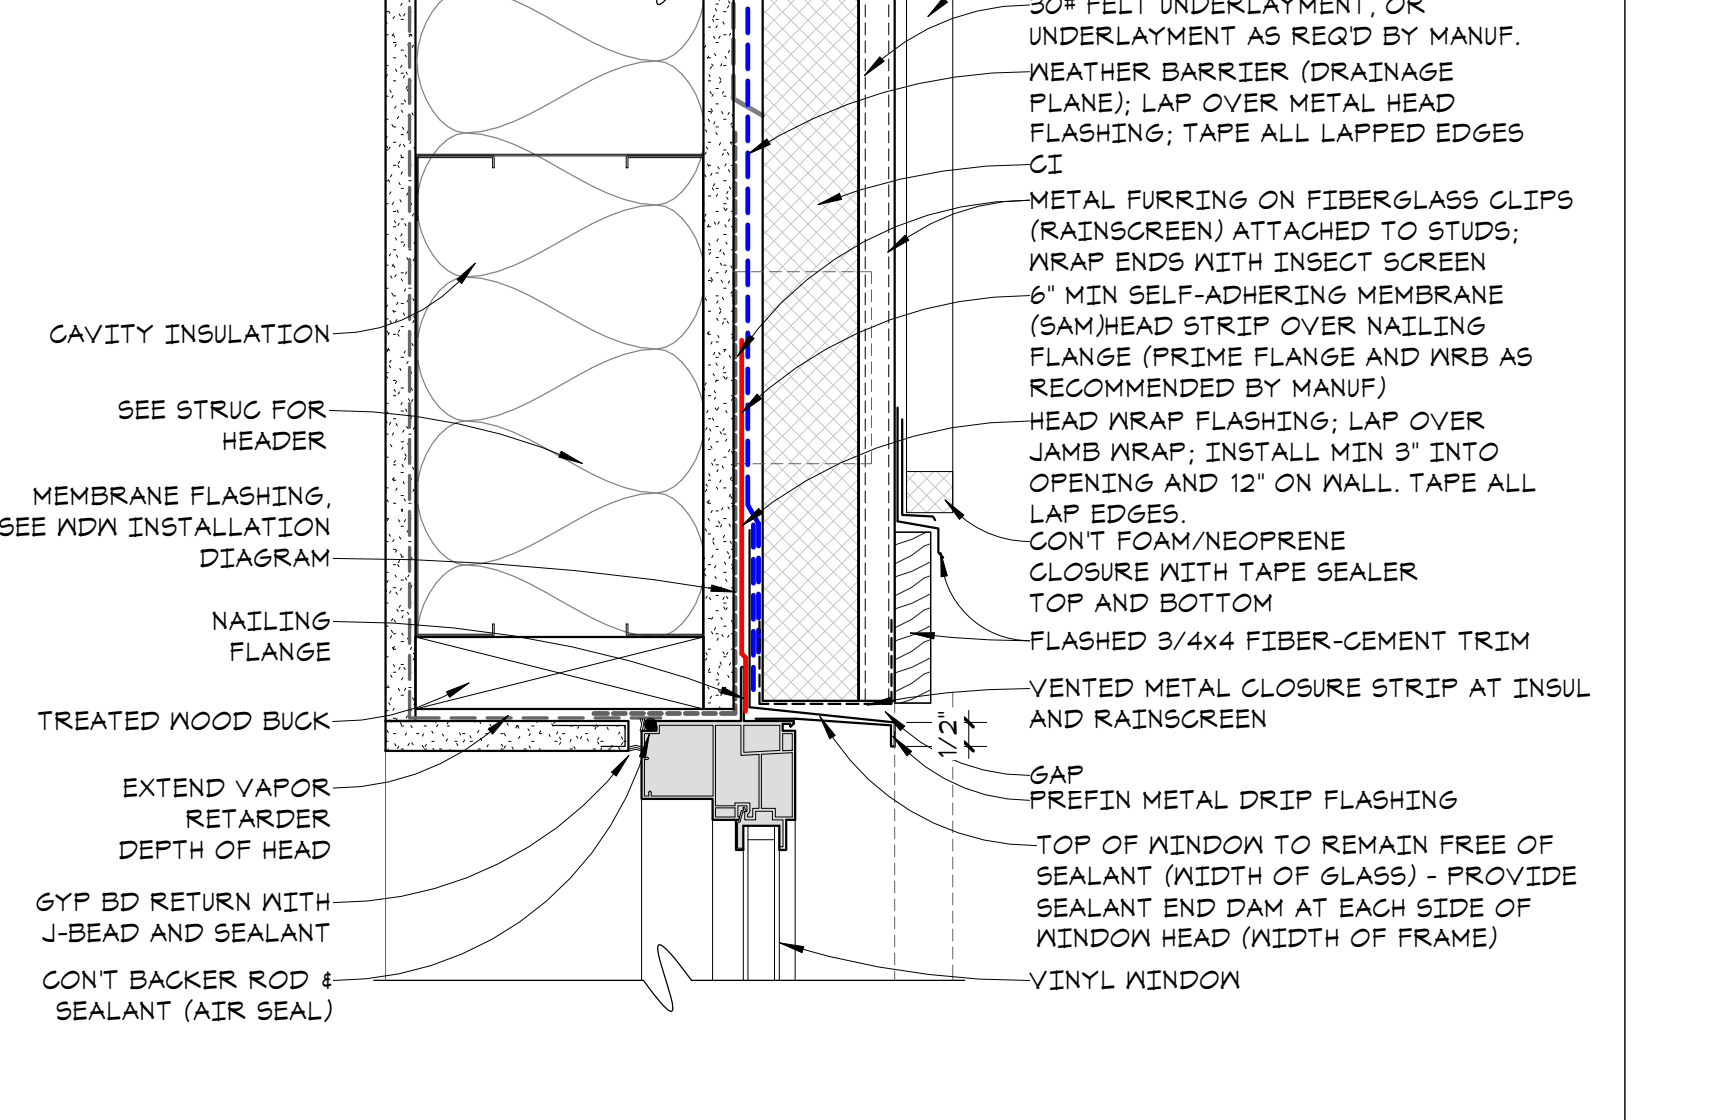 30# FELT UNDERLAYMENT, OR
UNDERLAYMENT AS REQ'D BY MANUF.
WEATHER BARRIER (DRAINAGE
PLANE); LAP OVER METAL HEAD
FLASHING; TAPE ALL LAPPED EDGES
CI
METAL FURRING ON FIBERGLASS CLIPS
(RAINSCREEN) ATTACHED TO STUDS;
WRAP ENDS WITH INSECT SCREEN
6" MIN SELF-ADHERING MEMBRANE
(SAM)HEAD STRIP OVER NAILING
FLANGE (PRIME FLANGE AND WRB AS
RECOMMENDED BY MANUF)
HEAD WRAP FLASHING; LAP OVER
JAMB WRAP; INSTALL MIN 3" INTO
OPENING AND 12" ON WALL. TAPE ALL
LAP EDGES.
CON'T FOAM/NEOPRENE
CLOSURE WITH TAPE SEALER
TOP AND BOTTOM
FLASHED 3/4x4 FIBER-CEMENT TRIM
VENTED METAL CLOSURE STRIP AT INSUL
AND RAINSCREEN
1/2"
GAP
PREFIN METAL DRIP FLASHING
TOP OF WINDOW TO REMAIN FREE OF
SEALANT (WIDTH OF GLASS) - PROVIDE
SEALANT END DAM AT EACH SIDE OF
WINDOW HEAD (WIDTH OF FRAME)
VINYL WINDOW
CAVITY INSULATION
SEE STRUC FOR
HEADER
MEMBRANE FLASHING,
SEE WDW INSTALLATION
DIAGRAM
NAILING
FLANGE
TREATED WOOD BUCK
EXTEND VAPOR
RETARDER
DEPTH OF HEAD
GYP BD RETURN WITH
J-BEAD AND SEALANT
CON'T BACKER ROD &
SEALANT (AIR SEAL)